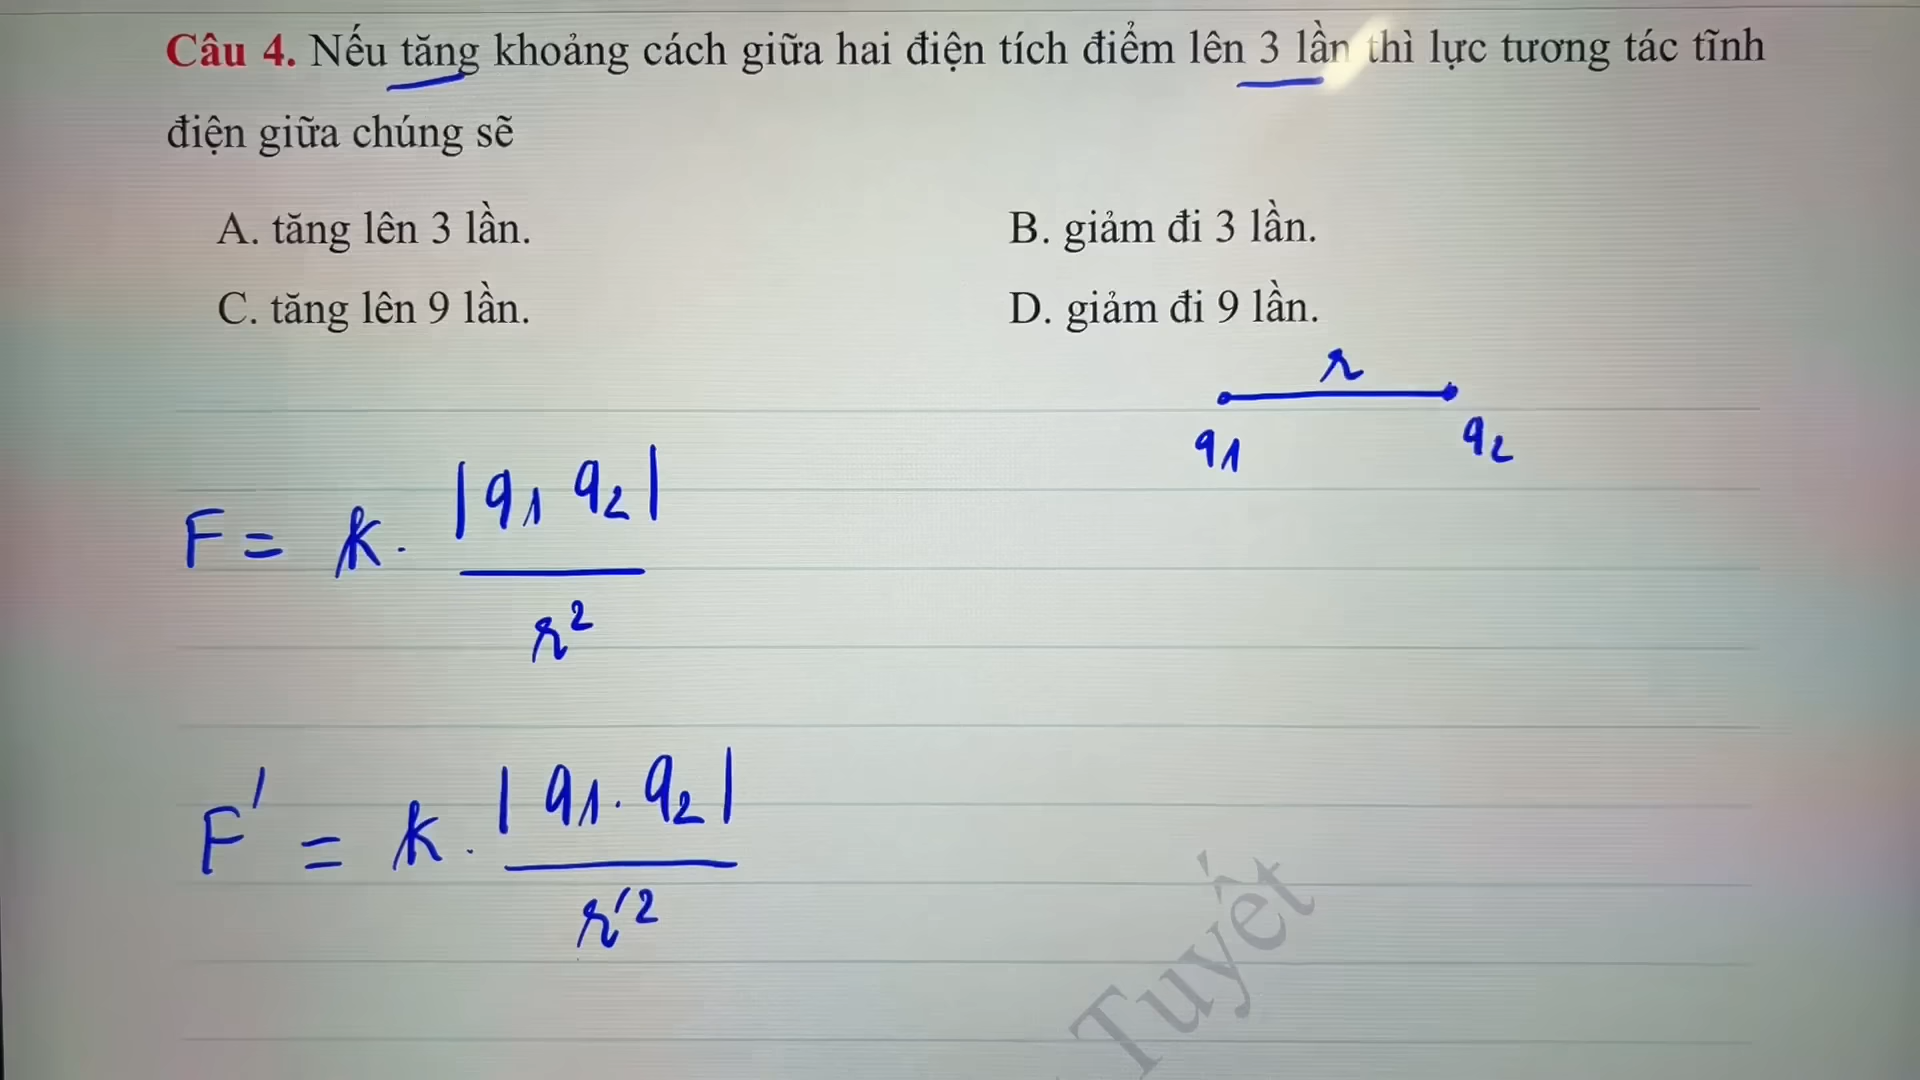 Câu 4. Nếu tăng khoảng cách giữa hai điện tích điểm lên 3 lần thì lực tương tác tĩnh
điện giữa chúng sẽ
A. tăng lên 3 lần. B. giảm đi 3 lần.
C. tăng lên 9 lần. D. giảm đi 9 lần.
r
q1 q2
F = k. |q1 q2|
r²
F' = k. |q1. q2|
r'²
Tuyết